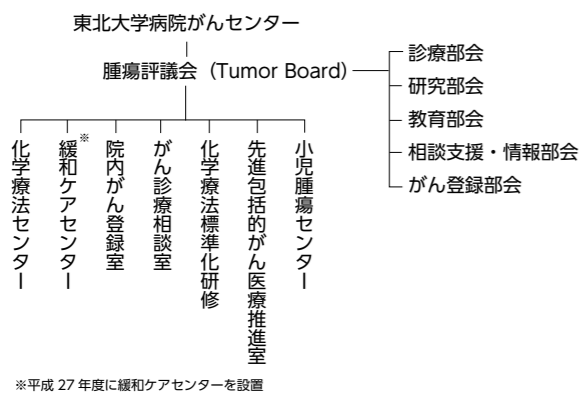 東北大学病院がんセンター
腫瘍評議会（Tumor Board）
診療部会
研究部会
教育部会
相談支援・情報部会
がん登録部会
化学療法センター
緩和ケアセンター※
院内がん登録室
がん診療相談室
化学療法標準化研修
先進包括的がん医療推進室
小児腫瘍センター
※平成 27 年度に緩和ケアセンターを設置